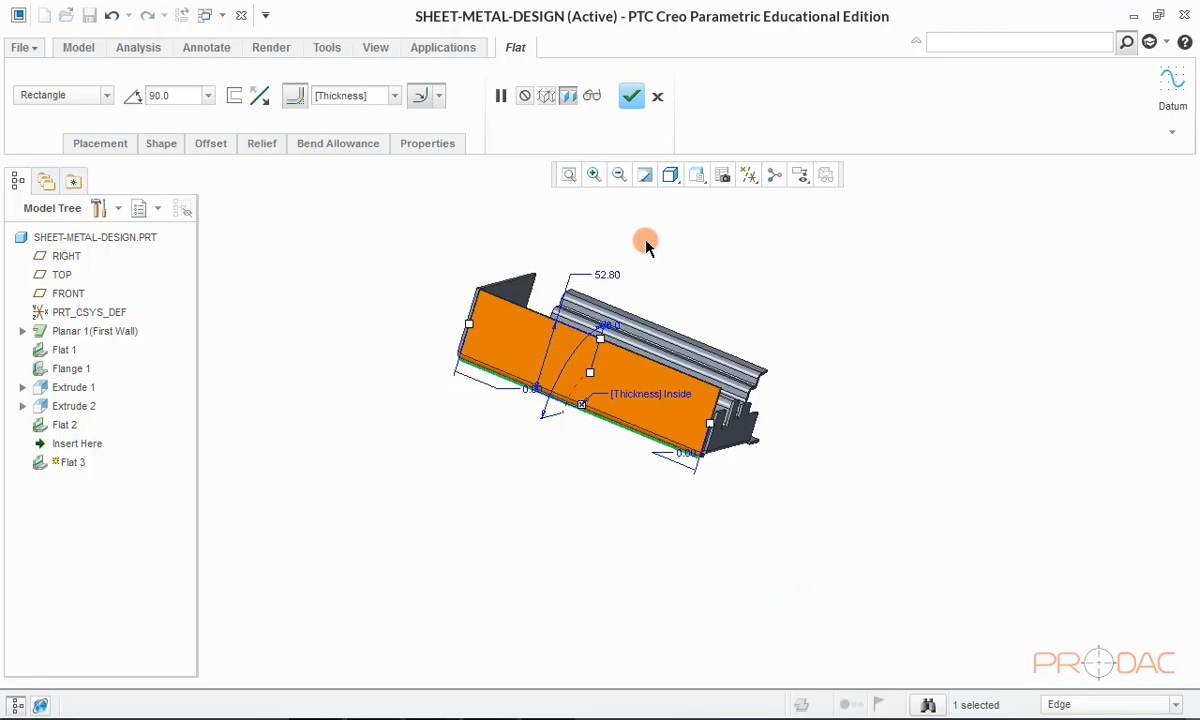 SHEET-METAL-DESIGN (Active) - PTC Creo Parametric Educational Edition
File Model Analysis Annotate Render Tools View Applications Flat
Rectangle 90.0 [Thickness]
Datum
Placement Shape Offset Relief Bend Allowance Properties
Model Tree
SHEET-METAL-DESIGN.PRT
RIGHT
TOP
FRONT
PRT_CSYS_DEF
Planar 1(First Wall)
Flat 1
Flange 1
Extrude 1
Extrude 2
Flat 2
Insert Here
Flat 3
52.80
[Thickness] Inside
PRODAC
1 selected
Edge